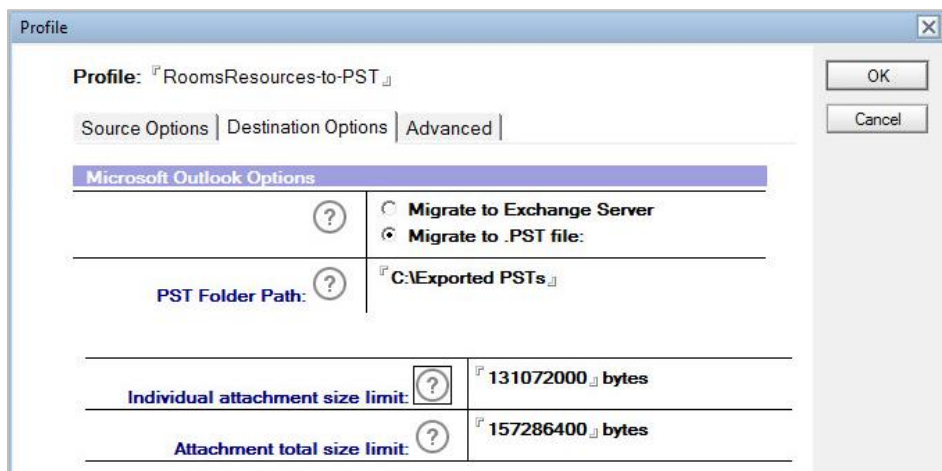 Profile
Profile: RoomsResources-to-PST
OK
Cancel
Source Options | Destination Options | Advanced |
Microsoft Outlook Options
? Migrate to Exchange Server
Migrate to .PST file:
PST Folder Path: ? C:\Exported PSTs
Individual attachment size limit: ? 131072000 bytes
Attachment total size limit: ? 157286400 bytes